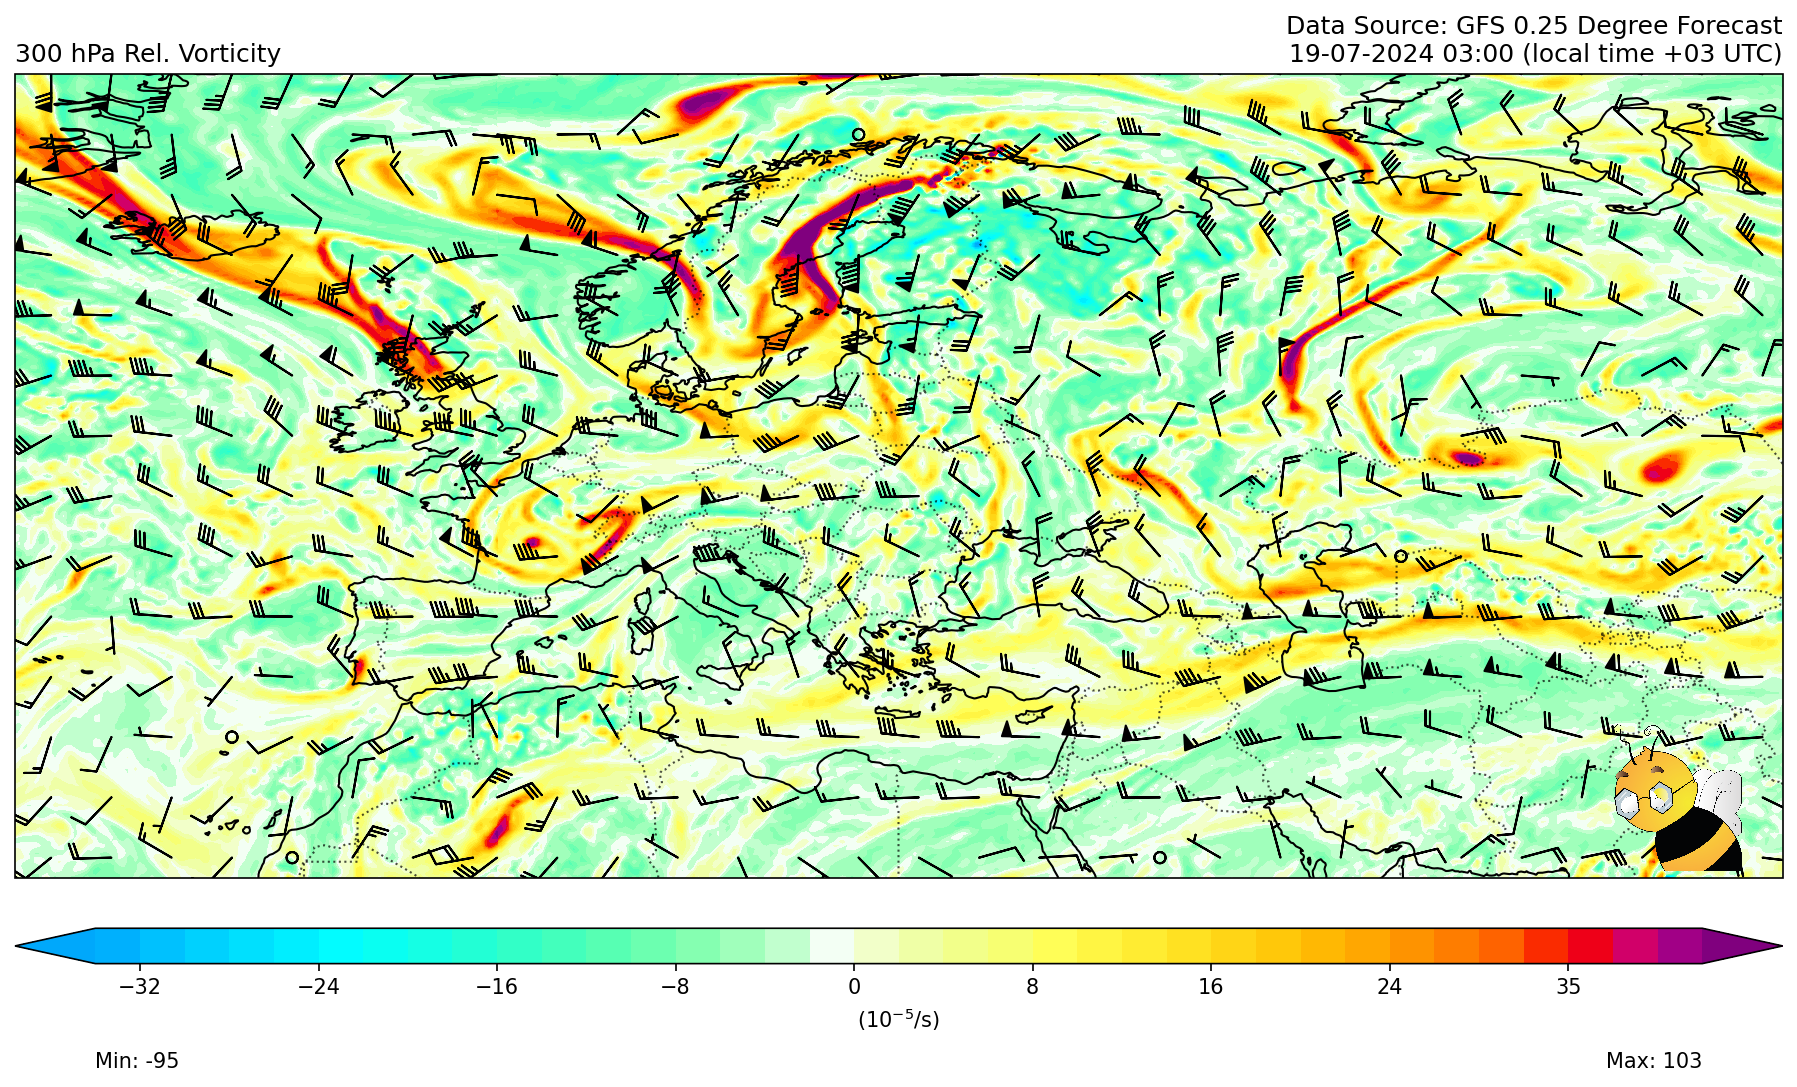 Data Source: GFS 0.25 Degree Forecast
300 hPa Rel. Vorticity
19-07-2024 03:00 (local time +03 UTC)
−32 −24 −16 −8 0 8 16 24 35
(10⁻⁵/s)
Min: -95
Max: 103